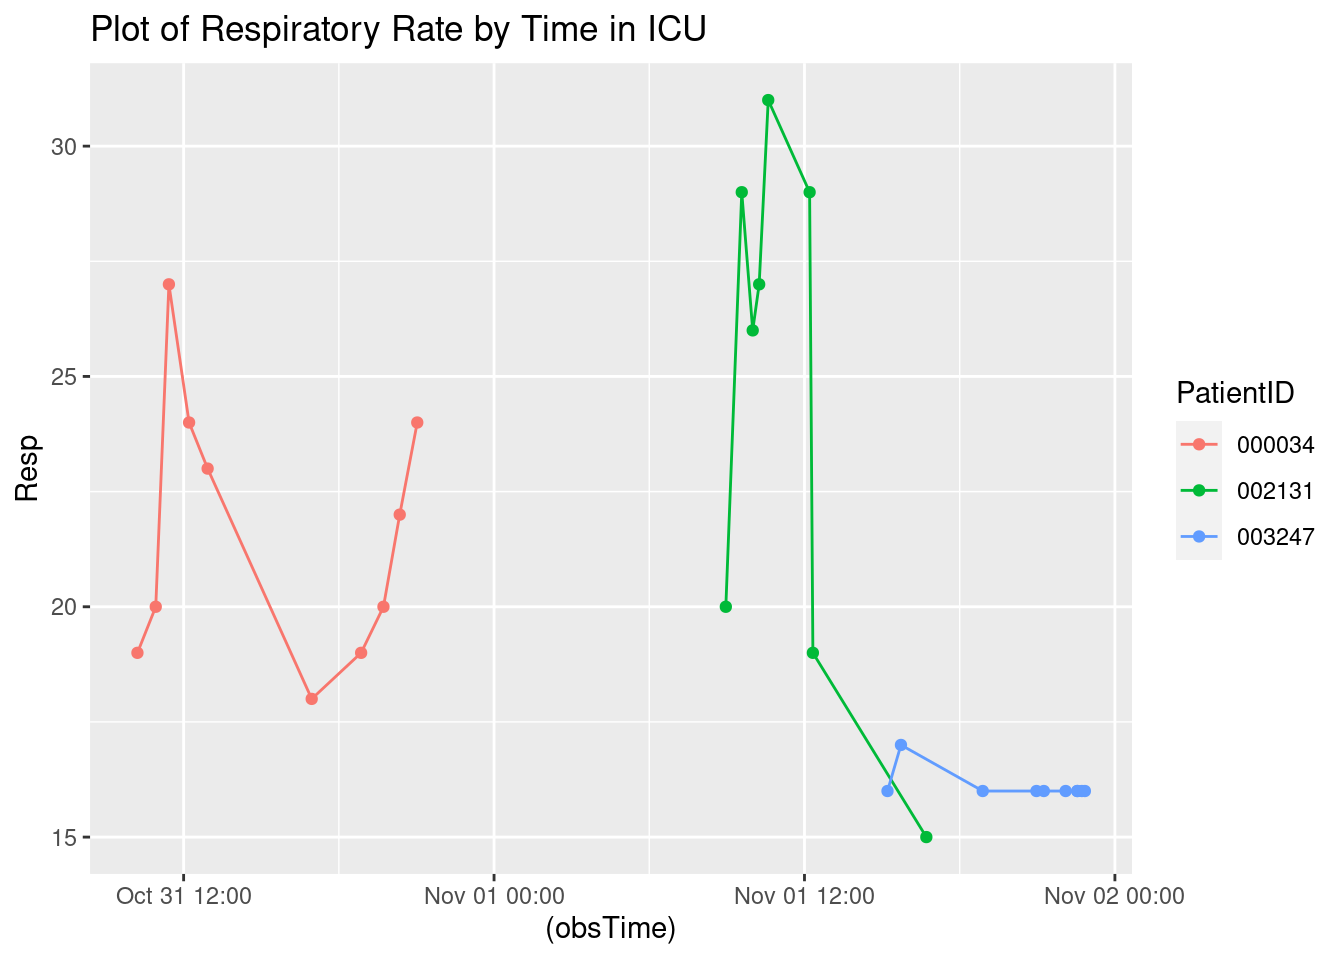 Plot of Respiratory Rate by Time in ICU
30
25
20
15
Resp
Oct 31 12:00 Nov 01 00:00 Nov 01 12:00 Nov 02 00:00
(obsTime)
PatientID
000034
002131
003247